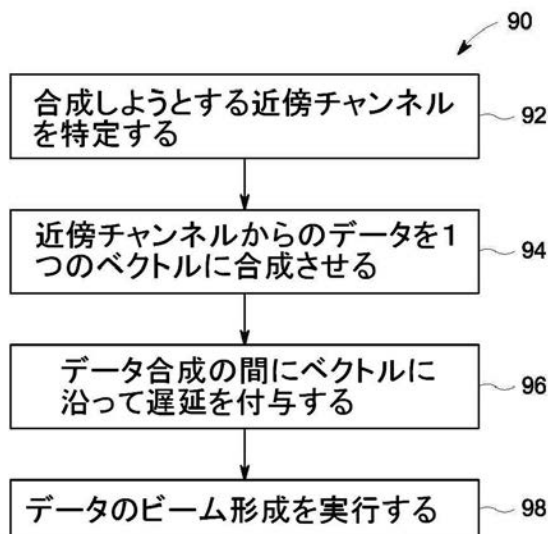 90
合成しようとする近傍チャンネル
を特定する
92
近傍チャンネルからのデータを1
つのベクトルに合成させる
94
データ合成の間にベクトルに
沿って遅延を付与する
96
データのビーム形成を実行する
98